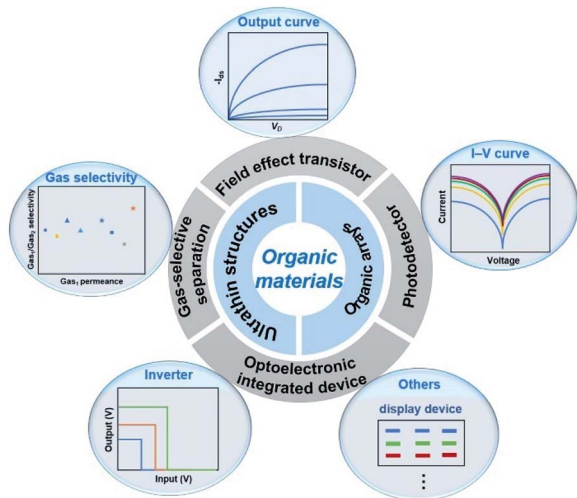 Output curve
-I_ds
V_D
Field effect transistor
Gas selectivity
Gas₁/Gas₂ selectivity
Gas₁ permeance
I–V curve
Current
Voltage
Gas-selective
separation
Ultrathin structures
Organic
materials
Organic arrays
Photodetector
Optoelectronic
integrated device
Inverter
Output (V)
Input (V)
Others
display device
⋮